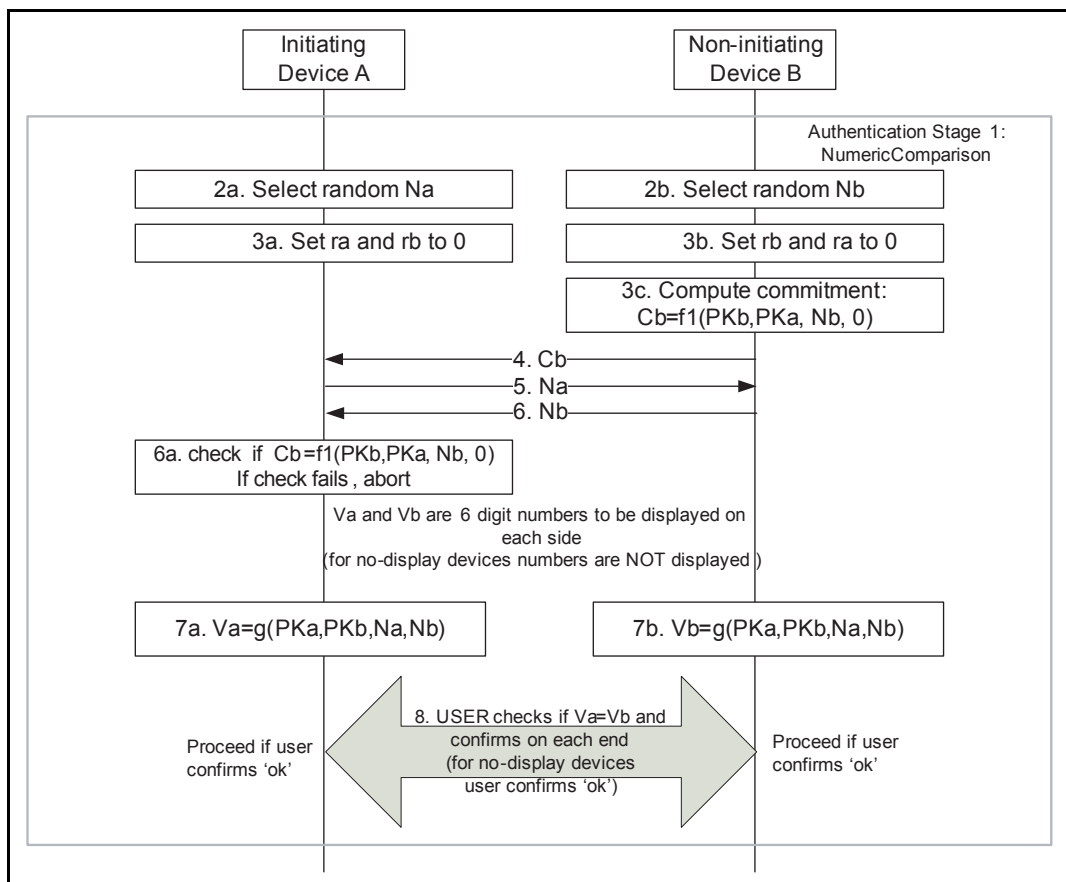 Initiating
Device A
Non-initiating
Device B
Authentication Stage 1:
NumericComparison
2a. Select random Na
2b. Select random Nb
3a. Set ra and rb to 0
3b. Set rb and ra to 0
3c. Compute commitment:
Cb=f1(PKb,PKa, Nb, 0)
4. Cb
5. Na
6. Nb
6a. check if Cb=f1(PKb,PKa, Nb, 0)
If check fails , abort
Va and Vb are 6 digit numbers to be displayed on
each side
(for no-display devices numbers are NOT displayed )
7a. Va=g(PKa,PKb,Na,Nb)
7b. Vb=g(PKa,PKb,Na,Nb)
8. USER checks if Va=Vb and
confirms on each end
(for no-display devices
user confirms ‘ok’)
Proceed if user
confirms ‘ok’
Proceed if user
confirms ‘ok’